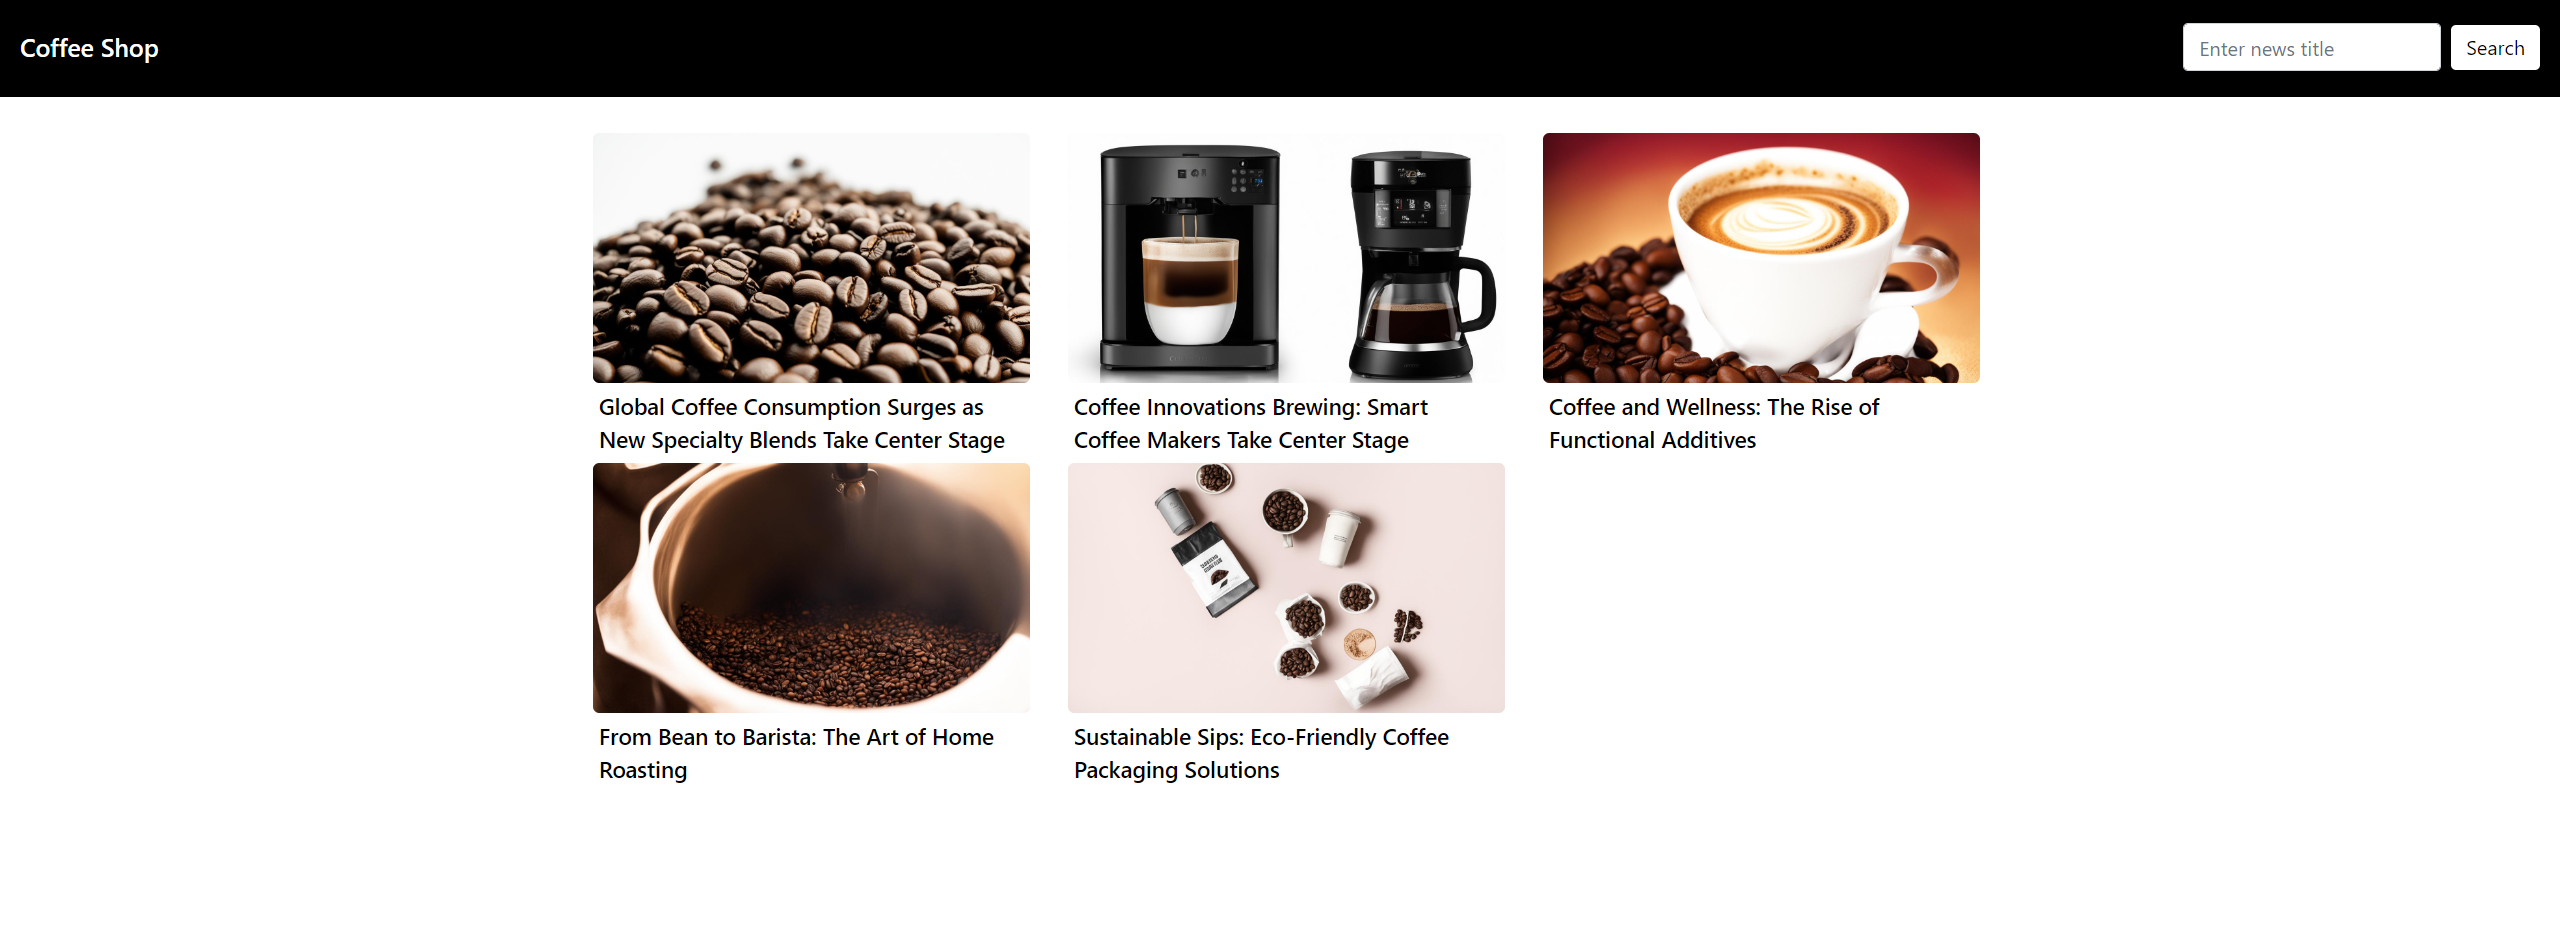 Coffee Shop
Enter news title
Search
Global Coffee Consumption Surges as
New Specialty Blends Take Center Stage
Coffee Innovations Brewing: Smart
Coffee Makers Take Center Stage
Coffee and Wellness: The Rise of
Functional Additives
From Bean to Barista: The Art of Home
Roasting
Sustainable Sips: Eco-Friendly Coffee
Packaging Solutions